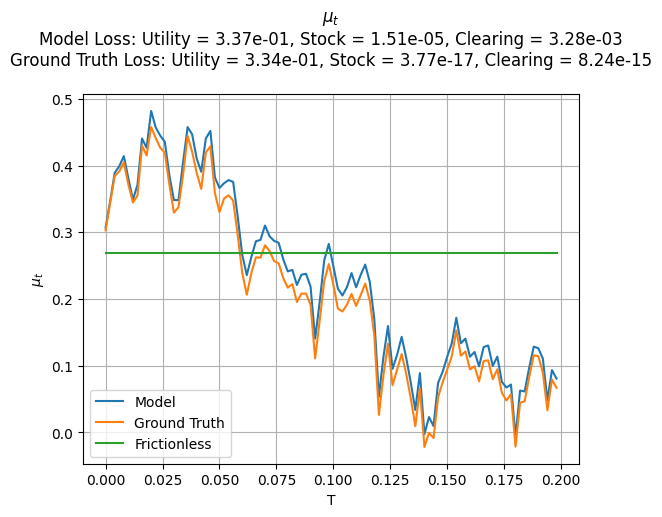 μₜ
Model Loss: Utility = 3.37e-01, Stock = 1.51e-05, Clearing = 3.28e-03
Ground Truth Loss: Utility = 3.34e-01, Stock = 3.77e-17, Clearing = 8.24e-15
0.5
0.4
0.3
0.2
0.1
0.0
μₜ
Model
Ground Truth
Frictionless
0.000 0.025 0.050 0.075 0.100 0.125 0.150 0.175 0.200
T